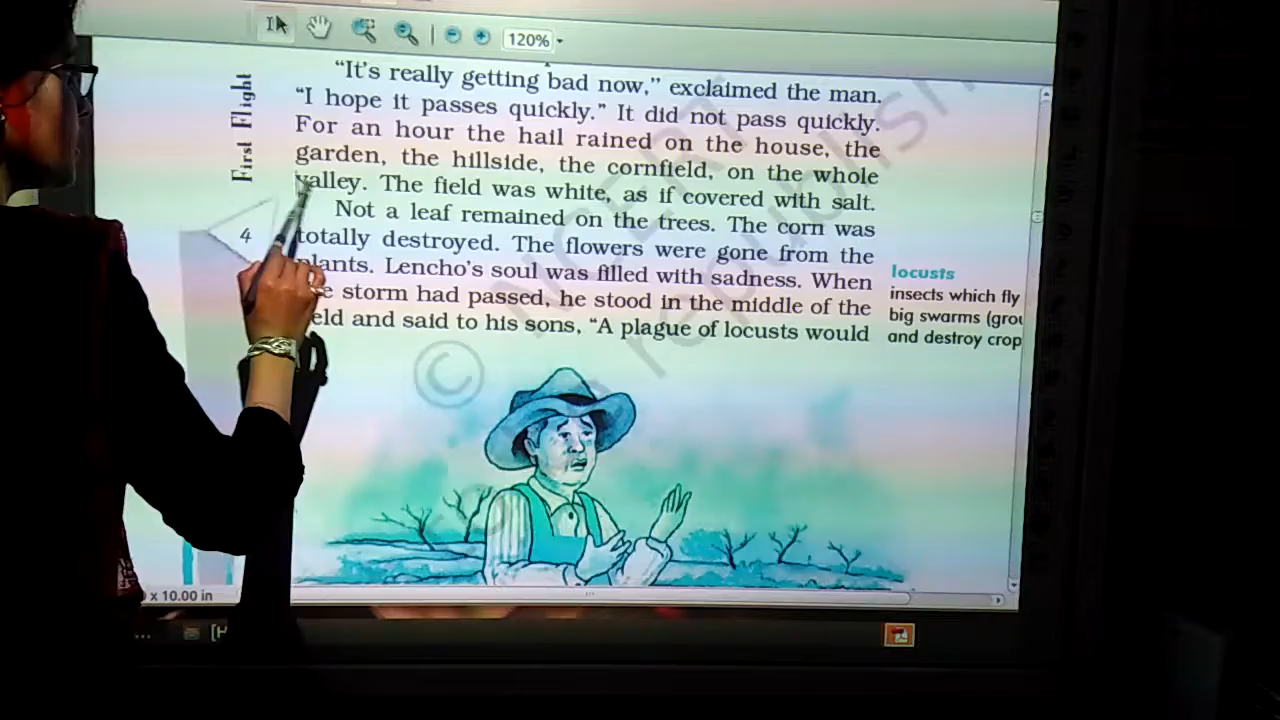 120%
“It’s really getting bad now,” exclaimed the man.
“I hope it passes quickly.” It did not pass quickly.
For an hour the hail rained on the house, the
garden, the hillside, the cornfield, on the whole
valley. The field was white, as if covered with salt.
Not a leaf remained on the trees. The corn was
totally destroyed. The flowers were gone from the
plants. Lencho’s soul was filled with sadness. When
storm had passed, he stood in the middle of the
and said to his sons, “A plague of locusts would
First Flight
4
locusts
insects which fly
big swarms
and destroy crop
© NCERT
republish
x 10.00 in